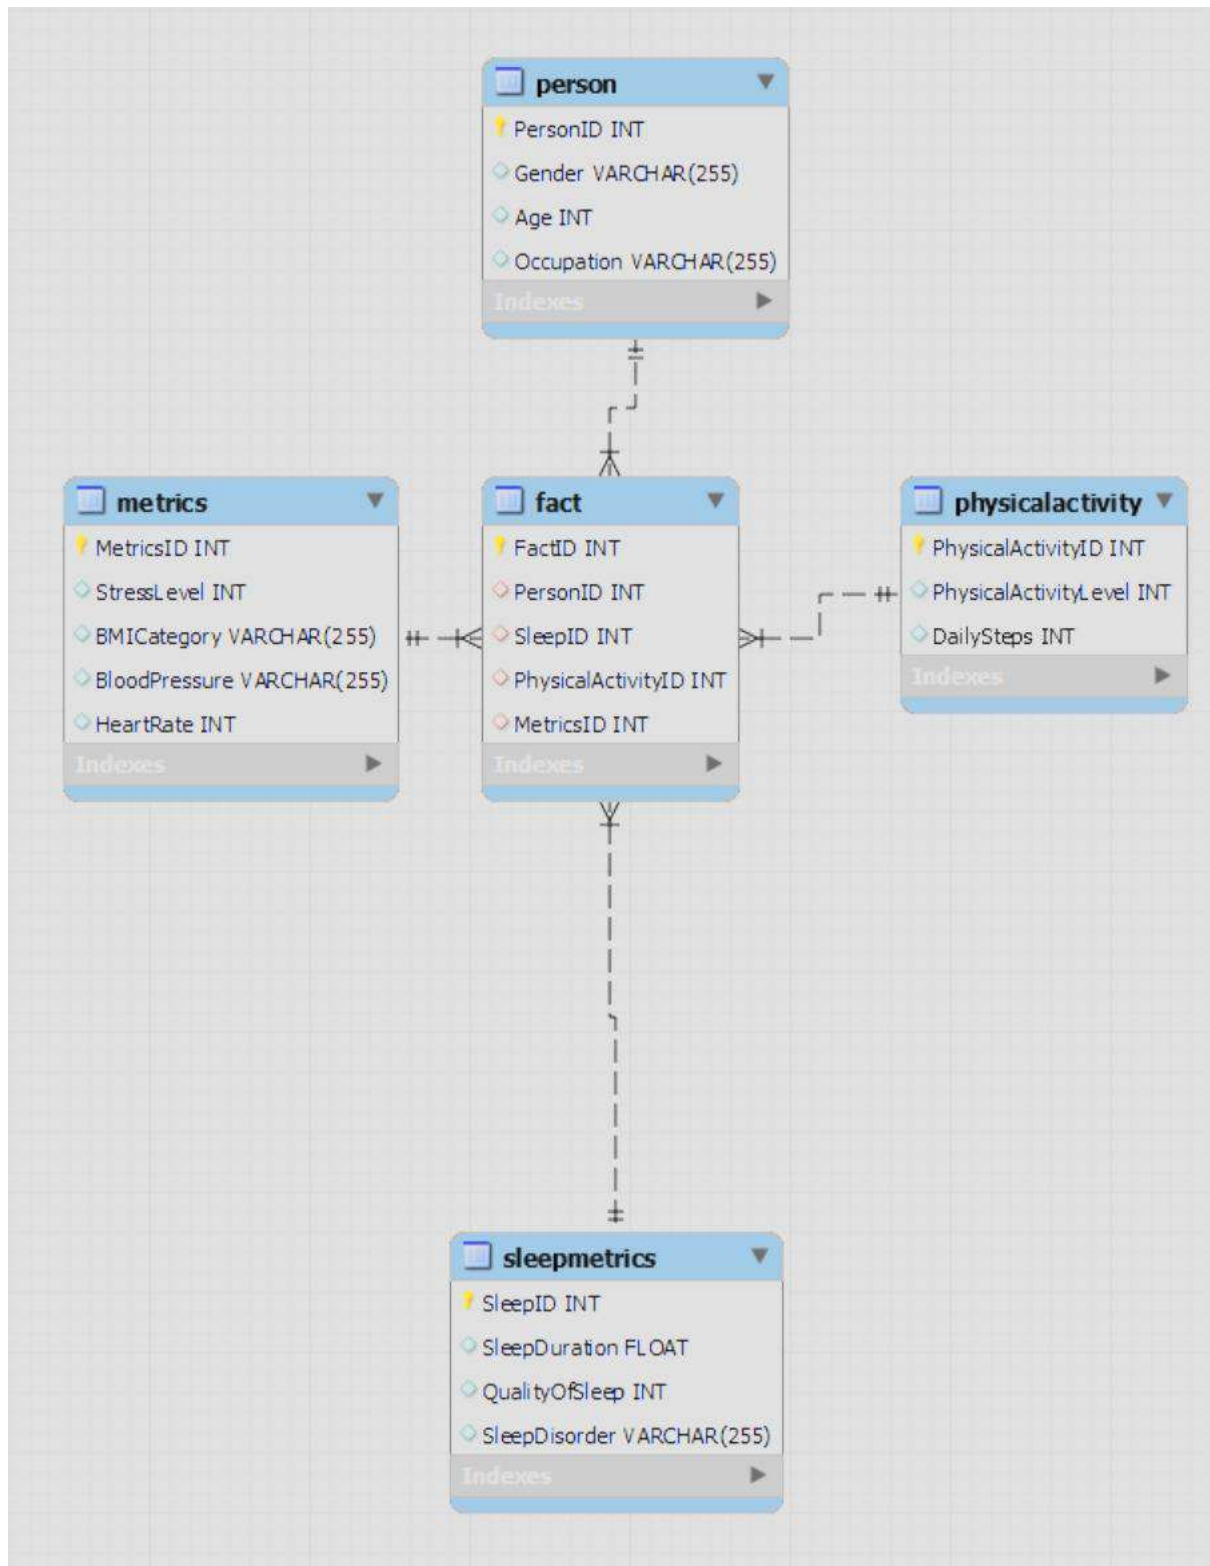 person
PersonID INT
Gender VARCHAR(255)
Age INT
Occupation VARCHAR(255)
Indexes
metrics
MetricsID INT
StressLevel INT
BMICategory VARCHAR(255)
BloodPressure VARCHAR(255)
HeartRate INT
Indexes
fact
FactID INT
PersonID INT
SleepID INT
PhysicalActivityID INT
MetricsID INT
Indexes
physicalactivity
PhysicalActivityID INT
PhysicalActivityLevel INT
DailySteps INT
Indexes
sleepmetrics
SleepID INT
SleepDuration FLOAT
QualityOfSleep INT
SleepDisorder VARCHAR(255)
Indexes